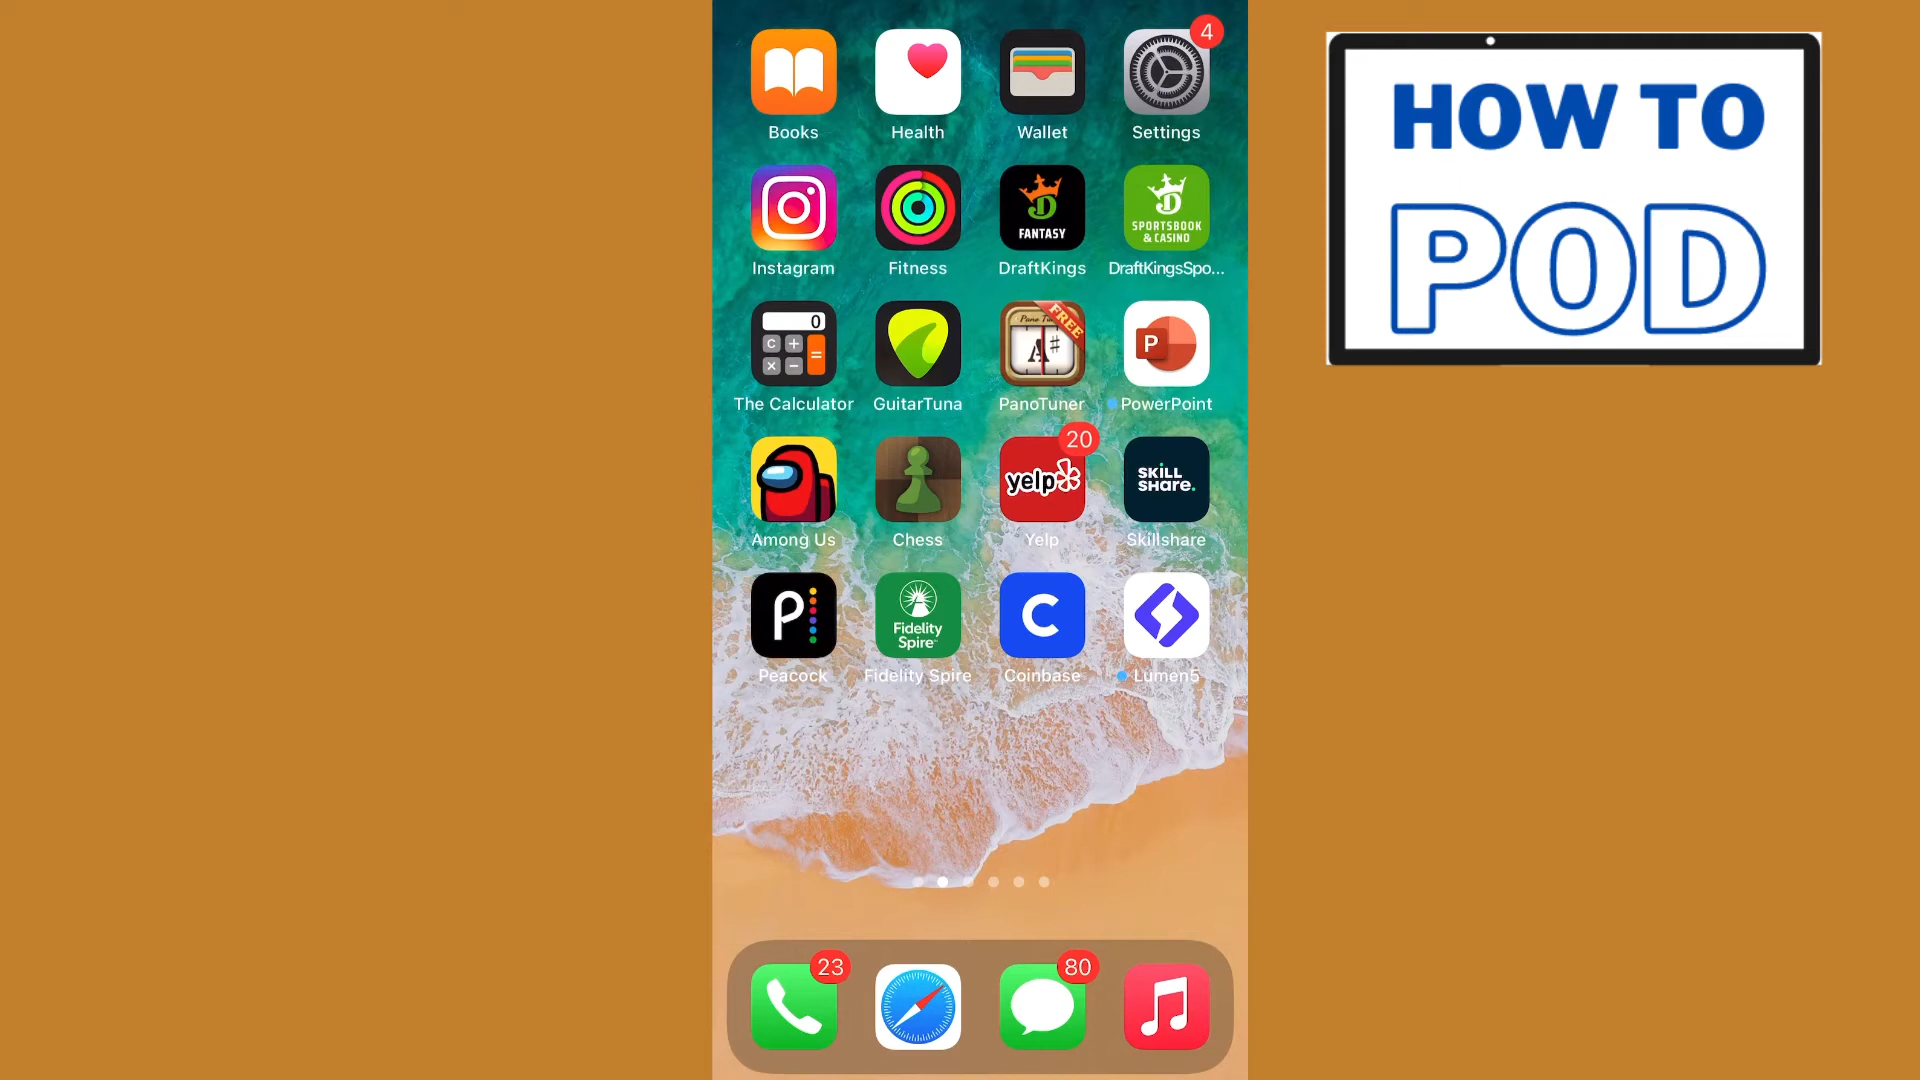 4
Books Health Wallet Settings
FANTASY
SPORTSBOOK
& CASINO
Instagram Fitness DraftKings DraftKingsSpo...
0
C +
× − =
FREE
A#
P
The Calculator GuitarTuna PanoTuner PowerPoint
20
yelp
SKILL
SHARE.
Among Us Chess Yelp Skillshare
P
Fidelity
Spire
C
Peacock Fidelity Spire Coinbase Lumen5
23
80
HOW TO
POD